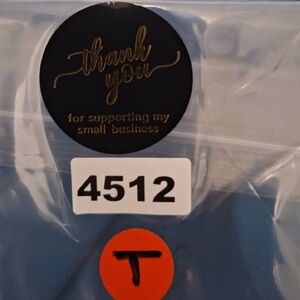 thank
you
for supporting my
small business
4512
T